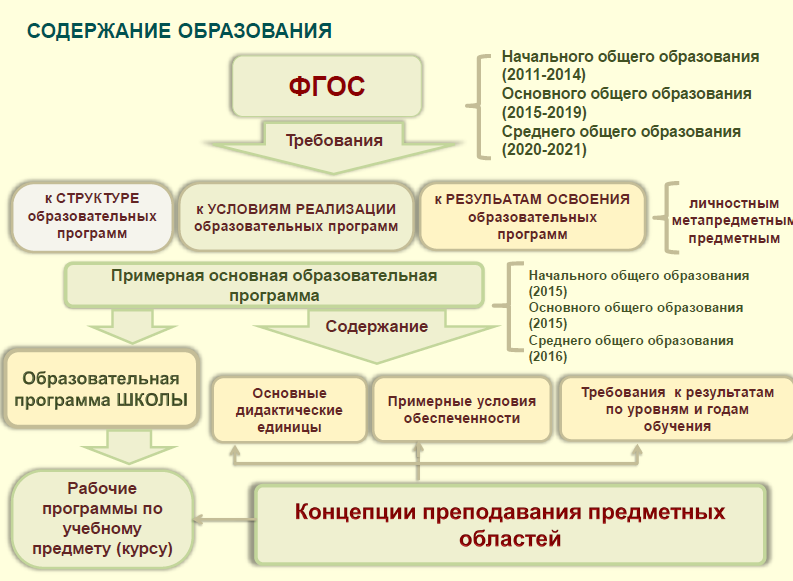 СОДЕРЖАНИЕ ОБРАЗОВАНИЯ
ФГОС
Начального общего образования
(2011-2014)
Основного общего образования
(2015-2019)
Среднего общего образования
(2020-2021)
Требования
к СТРУКТУРЕ
образовательных
программ
к УСЛОВИЯМ РЕАЛИЗАЦИИ
образовательных программ
к РЕЗУЛЬАТАМ ОСВОЕНИЯ
образовательных
программ
личностным
метапредметным
предметным
Примерная основная образовательная
программа
Начального общего образования
(2015)
Основного общего образования
(2015)
Среднего общего образования
(2016)
Содержание
Образовательная
программа ШКОЛЫ
Основные
дидактические
единицы
Примерные условия
обеспеченности
Требования к результатам
по уровням и годам
обучения
Рабочие
программы по
учебному
предмету (курсу)
Концепции преподавания предметных
областей